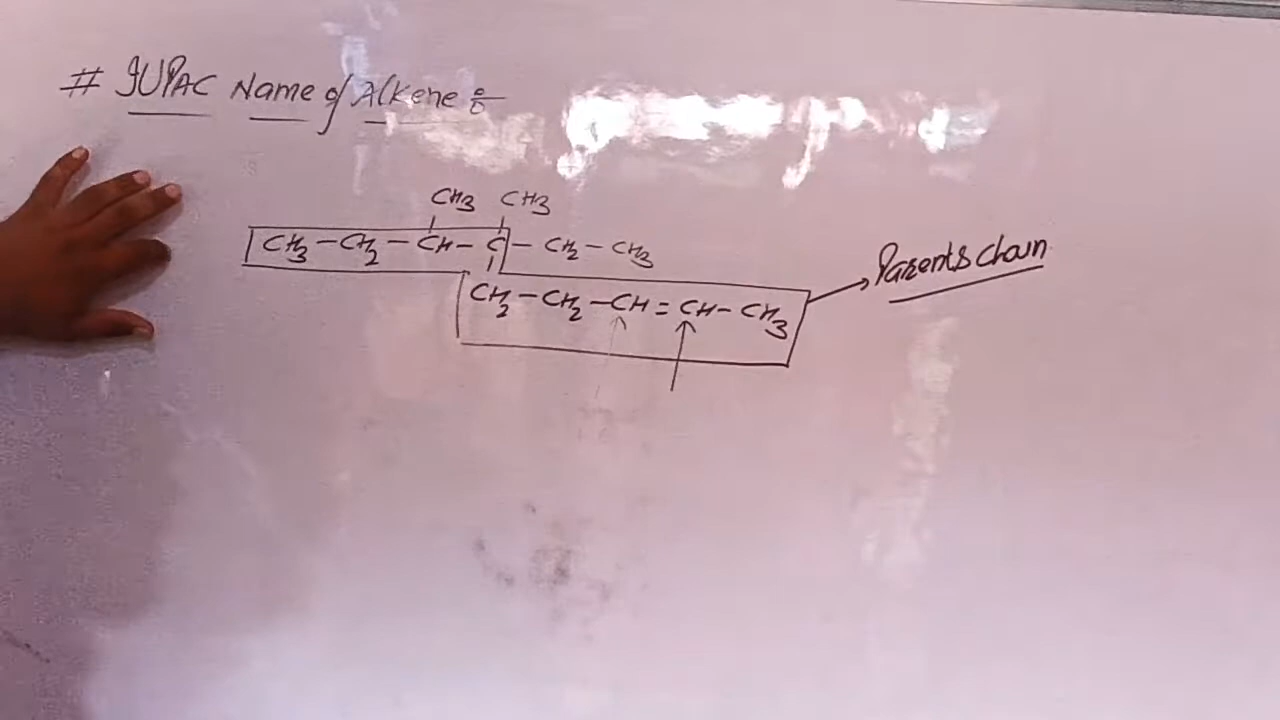 # IUPAC Name of Alkene :-
CH3 CH3
CH3 - CH2 - CH - C - CH2 - CH3
CH2 - CH2 - CH = CH - CH3
Parents chain